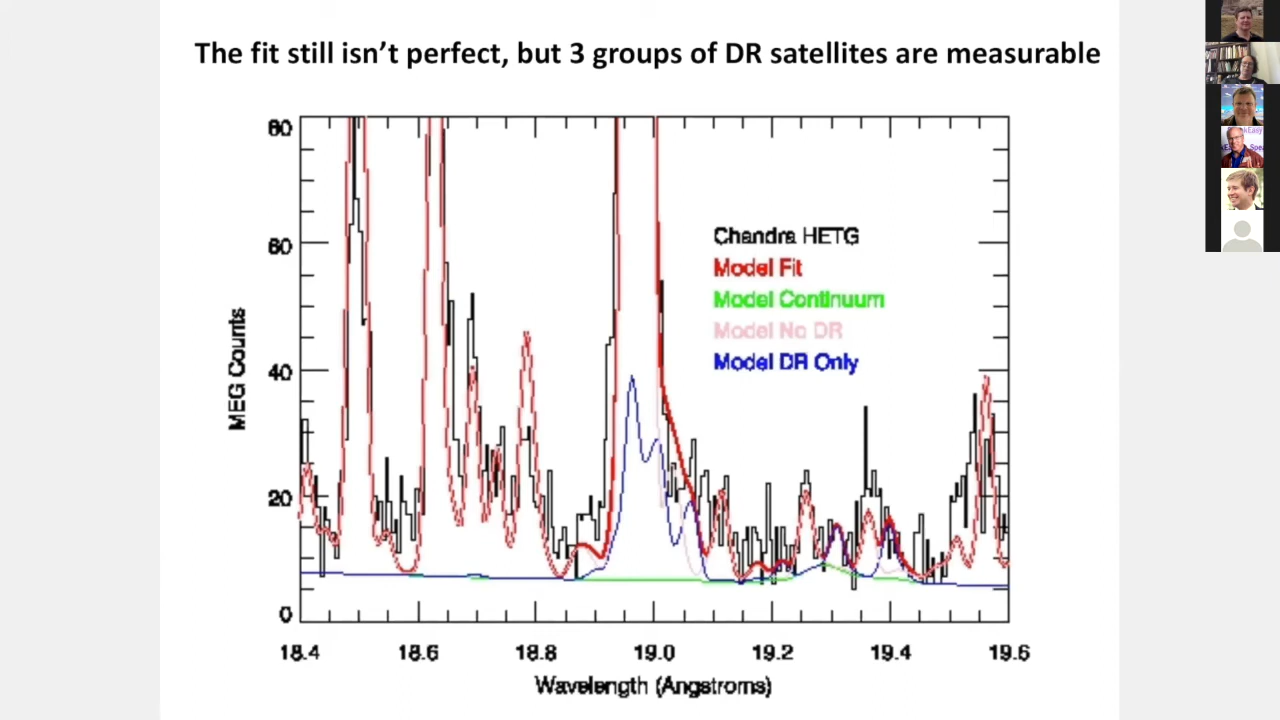 The fit still isn't perfect, but 3 groups of DR satellites are measurable
80
60
40
20
0
MEG Counts
Chandra HETG
Model Fit
Model Continuum
Model No DR
Model DR Only
18.4 18.6 18.8 19.0 19.2 19.4 19.6
Wavelength (Angstroms)